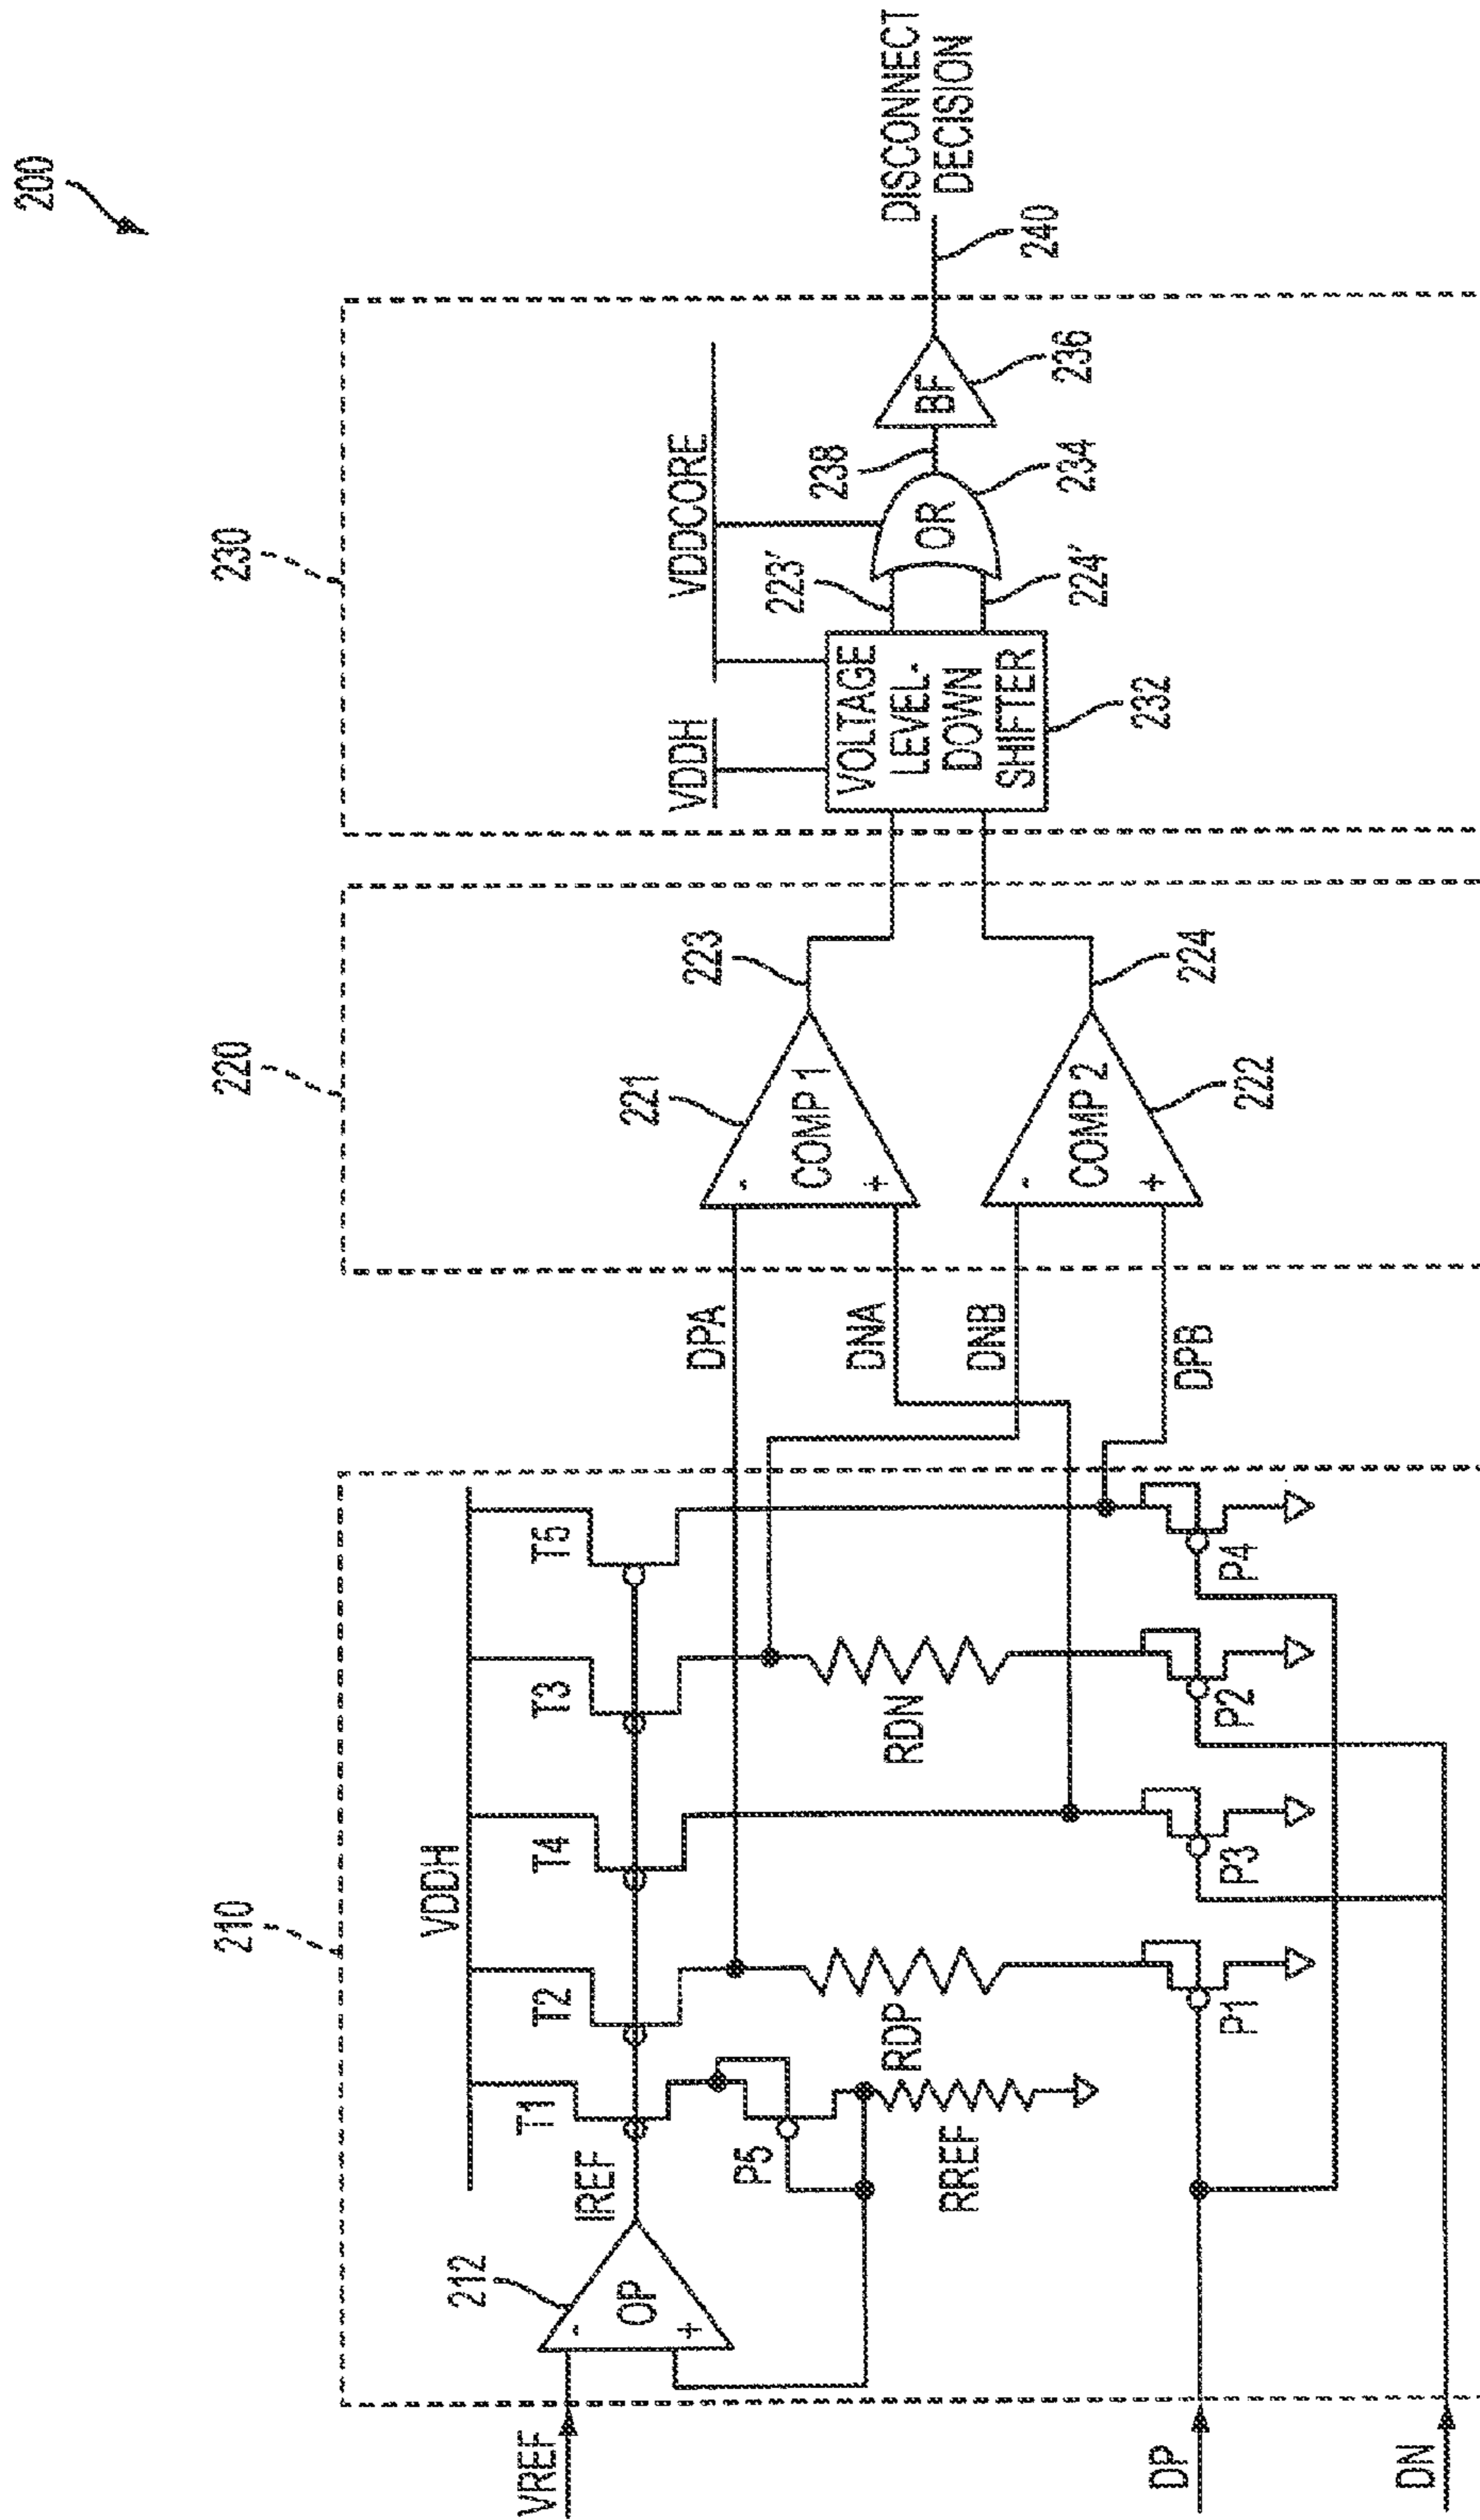 200
210
220
230
VREF
212
OP
-
+
IREF
VDDH
T1
T2
T4
T3
T5
P5
RREF
RDP
RDN
P1
P3
P2
P4
DP
DN
DPA
DNA
DNB
DPB
221
-
COMP 1
+
223
-
COMP 2
+
222
224
VDDH
VDDCORE
VOLTAGE
LEVEL-
DOWN
SHIFTER
232
223'
224'
OR
234
238
BF
236
240
DISCONNECT
DECISION